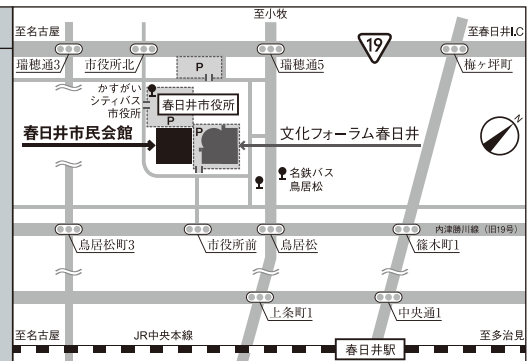 至小牧
至名古屋
至春日井I.C
19
瑞穂通3
市役所北
P
瑞穂通5
梅ヶ坪町
かすがい
シティバス
市役所
春日井市役所
N
春日井市民会館
P
文化フォーラム春日井
名鉄バス
鳥居松
内津勝川線（旧19号）
鳥居松町3
市役所前
鳥居松
篠木町1
上条町1
中央通1
至名古屋
JR中央本線
春日井駅
至多治見